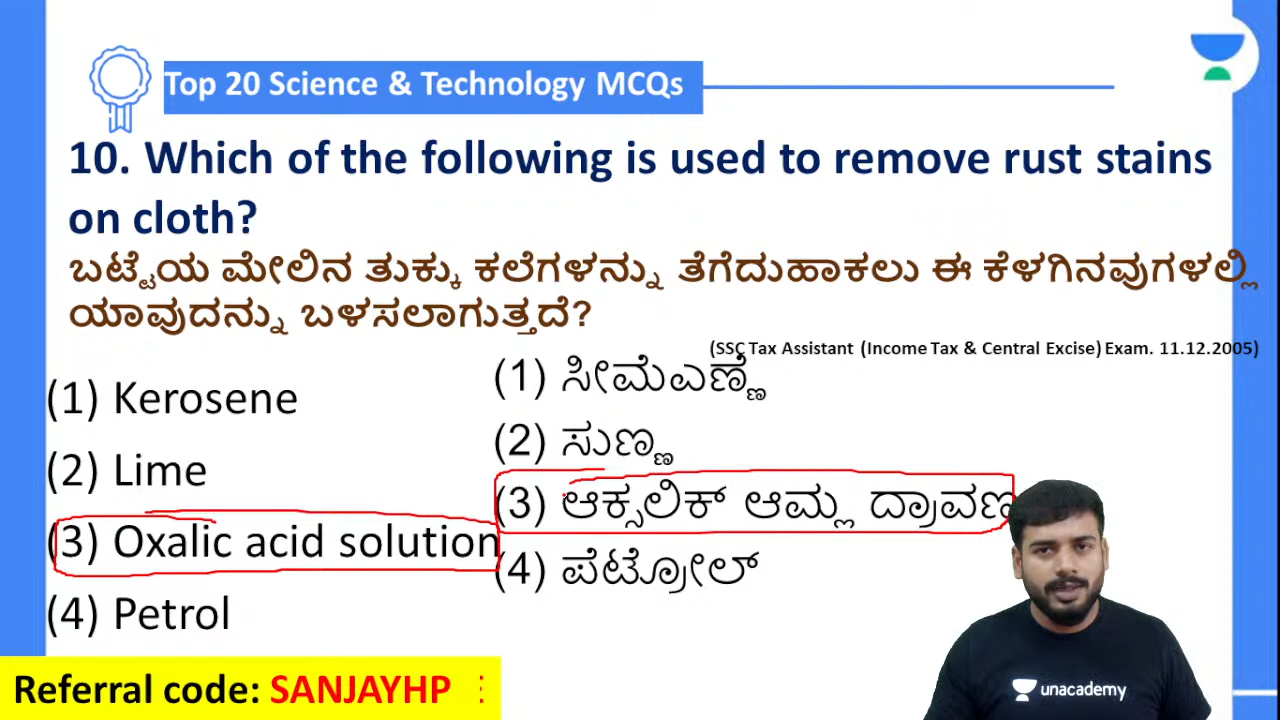 Top 20 Science & Technology MCQs
10. Which of the following is used to remove rust stains
on cloth?
ಬಟ್ಟೆಯ ಮೇಲಿನ ತುಕ್ಕು ಕಲೆಗಳನ್ನು ತೆಗೆದುಹಾಕಲು ಈ ಕೆಳಗಿನವುಗಳಲ್ಲಿ
ಯಾವುದನ್ನು ಬಳಸಲಾಗುತ್ತದೆ?
(SSC Tax Assistant (Income Tax & Central Excise) Exam. 11.12.2005)
(1) Kerosene
(2) Lime
(3) Oxalic acid solution
(4) Petrol
(1) ಸೀಮೆಎಣ್ಣೆ
(2) ಸುಣ್ಣ
(3) ಆಕ್ಸಲಿಕ್ ಆಮ್ಲ ದ್ರಾವಣ
(4) ಪೆಟ್ರೋಲ್
unacademy
Referral code: SANJAYHP